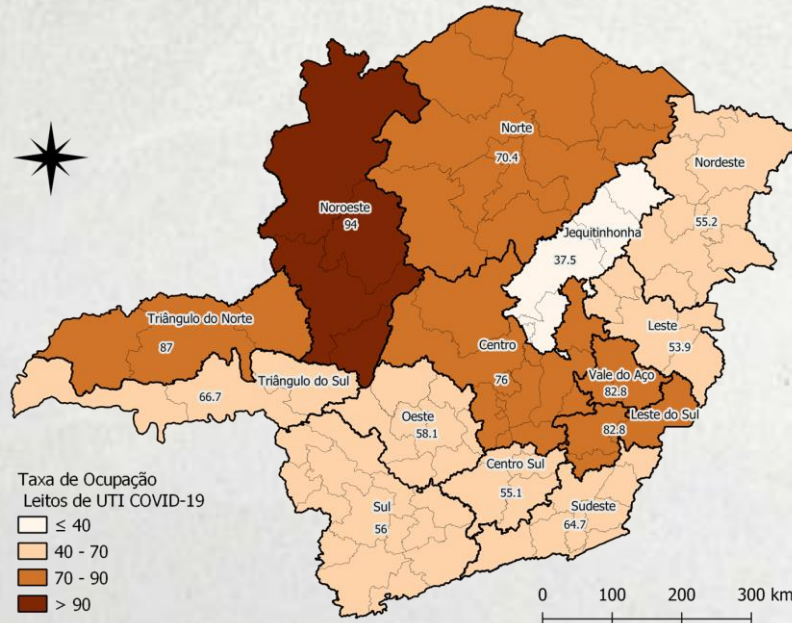 Norte
70.4
Nordeste
55.2
Noroeste
94
Jequitinhonha
37.5
Triângulo do Norte
87
Leste
53.9
Centro
76
Vale do Aço
82.8
Triângulo do Sul
66.7
Oeste
58.1
Leste do Sul
82.8
Centro Sul
55.1
Sul
56
Sudeste
64.7
Taxa de Ocupação
Leitos de UTI COVID-19
≤ 40
40 - 70
70 - 90
> 90
0 100 200 300 km